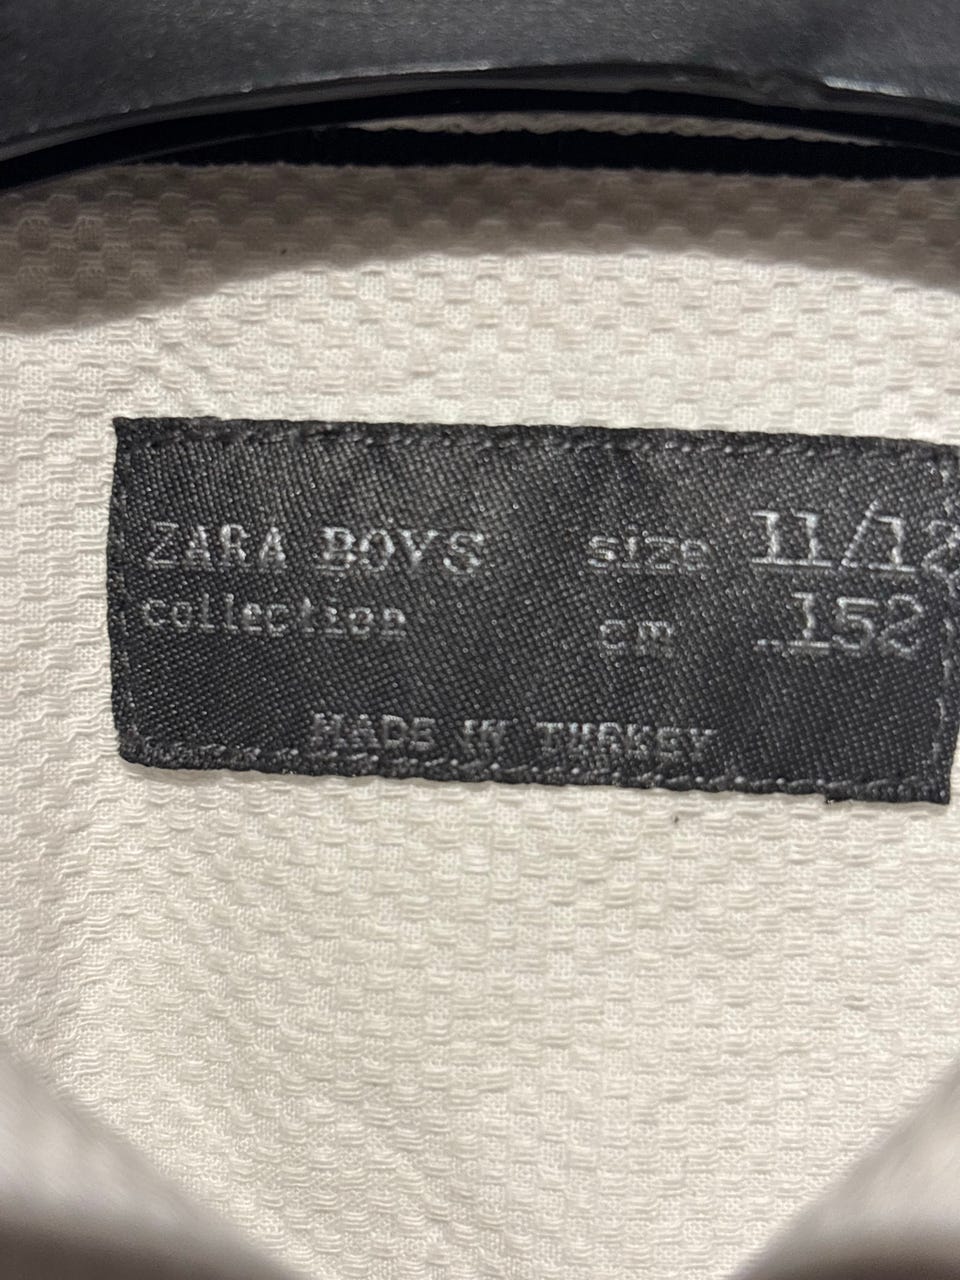 ZARA BOYS size 11/12
collection cm 152
MADE IN TURKEY